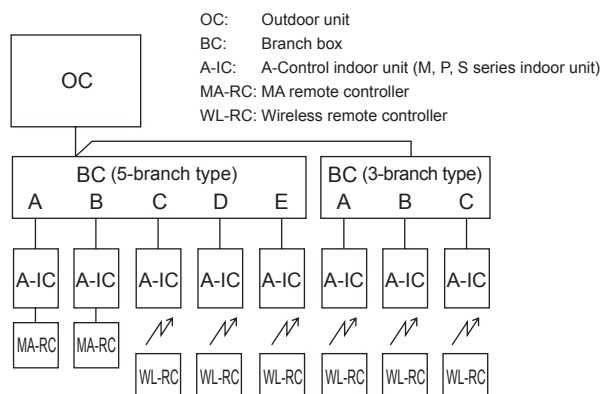 OC: Outdoor unit
BC: Branch box
A-IC: A-Control indoor unit (M, P, S series indoor unit)
MA-RC: MA remote controller
WL-RC: Wireless remote controller
OC
BC (5-branch type) BC (3-branch type)
A B C D E A B C
A-IC A-IC A-IC A-IC A-IC A-IC A-IC A-IC
MA-RC MA-RC
WL-RC WL-RC WL-RC WL-RC WL-RC WL-RC